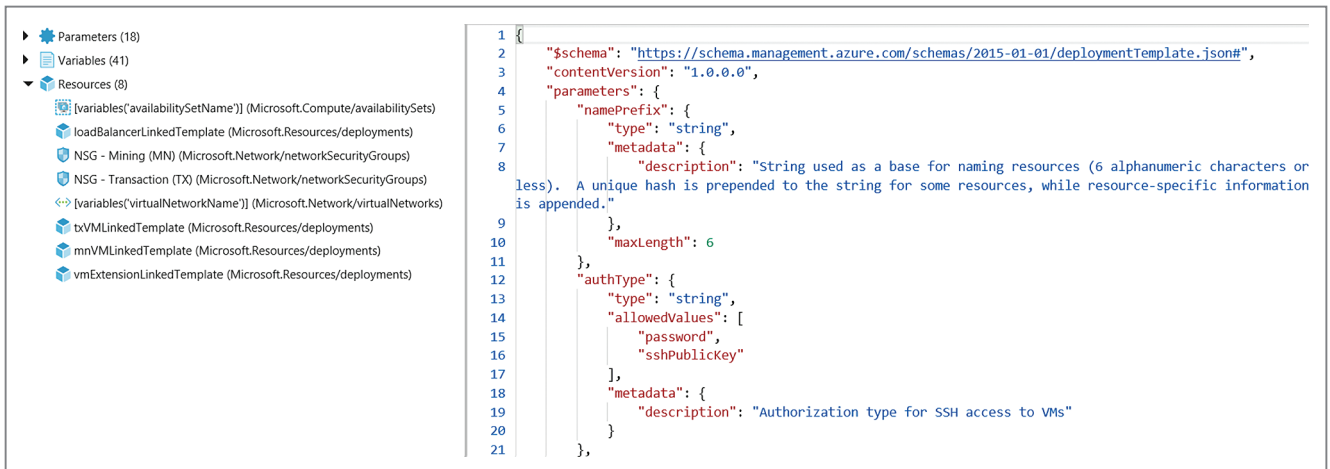 Parameters (18)
Variables (41)
Resources (8)
[variables('availabilitySetName')] (Microsoft.Compute/availabilitySets)
loadBalancerLinkedTemplate (Microsoft.Resources/deployments)
NSG - Mining (MN) (Microsoft.Network/networkSecurityGroups)
NSG - Transaction (TX) (Microsoft.Network/networkSecurityGroups)
[variables('virtualNetworkName')] (Microsoft.Network/virtualNetworks)
txVMLinkedTemplate (Microsoft.Resources/deployments)
mnVMLinkedTemplate (Microsoft.Resources/deployments)
vmExtensionLinkedTemplate (Microsoft.Resources/deployments)
1 {
2 "$schema": "https://schema.management.azure.com/schemas/2015-01-01/deploymentTemplate.json#",
3 "contentVersion": "1.0.0.0",
4 "parameters": {
5 "namePrefix": {
6 "type": "string",
7 "metadata": {
8 "description": "String used as a base for naming resources (6 alphanumeric characters or
less).  A unique hash is prepended to the string for some resources, while resource-specific information
is appended."
9 },
10 "maxLength": 6
11 },
12 "authType": {
13 "type": "string",
14 "allowedValues": [
15 "password",
16 "sshPublicKey"
17 ],
18 "metadata": {
19 "description": "Authorization type for SSH access to VMs"
20 }
21 },